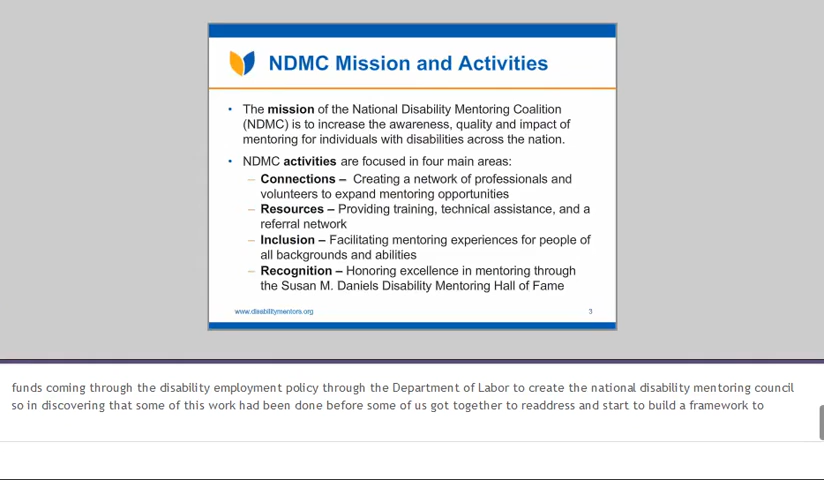 NDMC Mission and Activities
• The mission of the National Disability Mentoring Coalition
(NDMC) is to increase the awareness, quality and impact of
mentoring for individuals with disabilities across the nation.
• NDMC activities are focused in four main areas:
– Connections – Creating a network of professionals and
volunteers to expand mentoring opportunities
– Resources – Providing training, technical assistance, and a
referral network
– Inclusion – Facilitating mentoring experiences for people of
all backgrounds and abilities
– Recognition – Honoring excellence in mentoring through
the Susan M. Daniels Disability Mentoring Hall of Fame
www.disabilitymentors.org 3
funds coming through the disability employment policy through the Department of Labor to create the national disability mentoring council
so in discovering that some of this work had been done before some of us got together to readdress and start to build a framework to